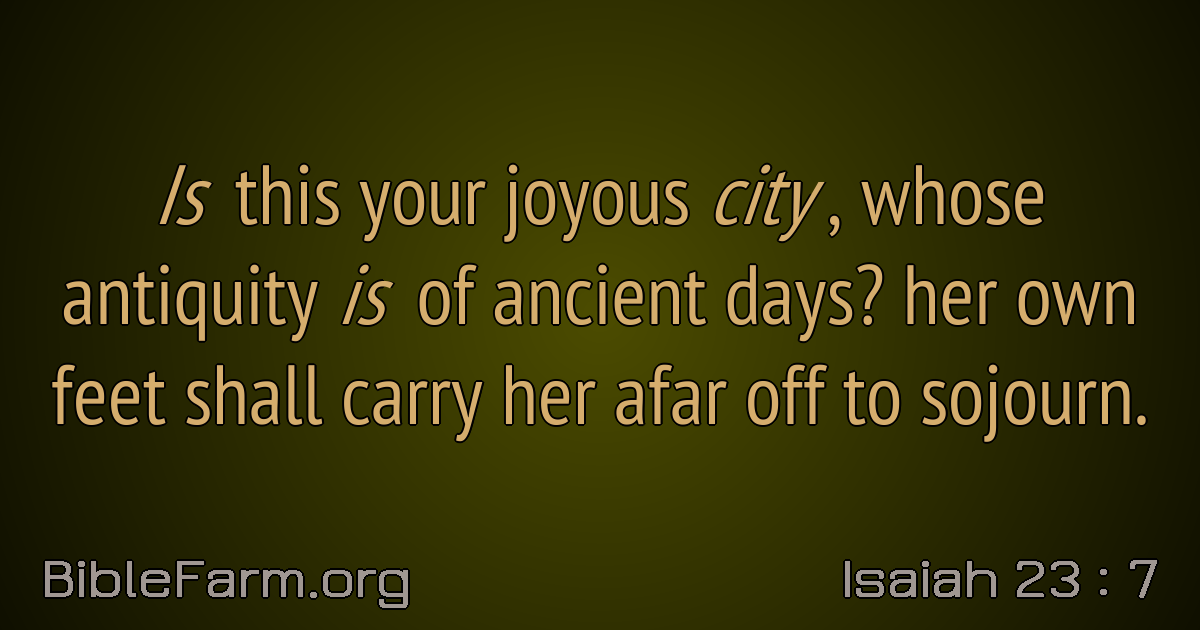 Is this your joyous city, whose
antiquity is of ancient days? her own
feet shall carry her afar off to sojourn.
BibleFarm.org
Isaiah 23 : 7